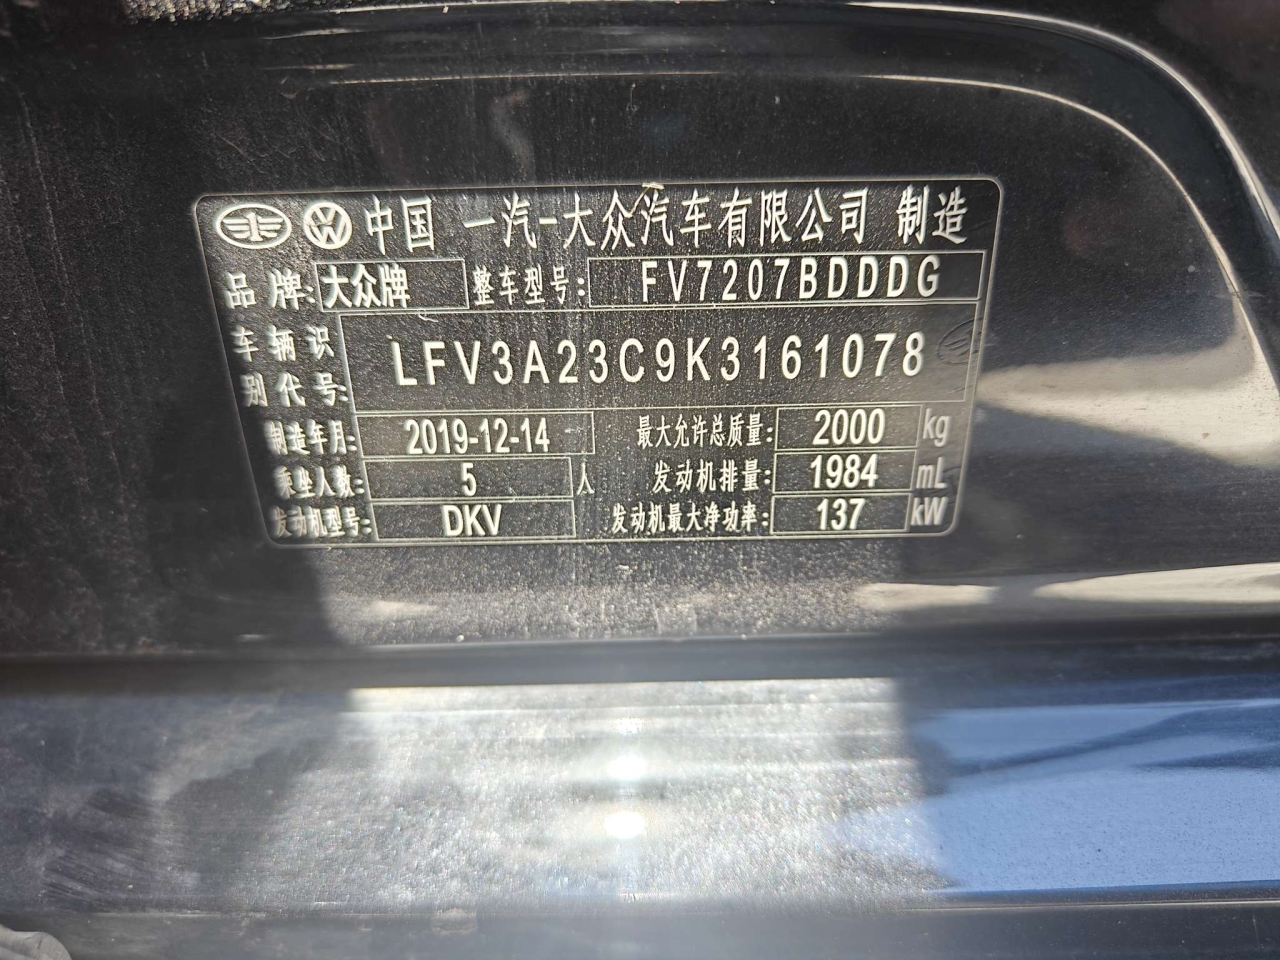 中国 一汽-大众汽车有限公司 制造
品牌: 大众牌 整车型号: FV7207BDDDG
车辆识别代号: LFV3A23C9K3161078
制造年月: 2019-12-14 最大允许总质量: 2000 kg
乘坐人数: 5 人 发动机排量: 1984 mL
发动机型号: DKV 发动机最大净功率: 137 kW